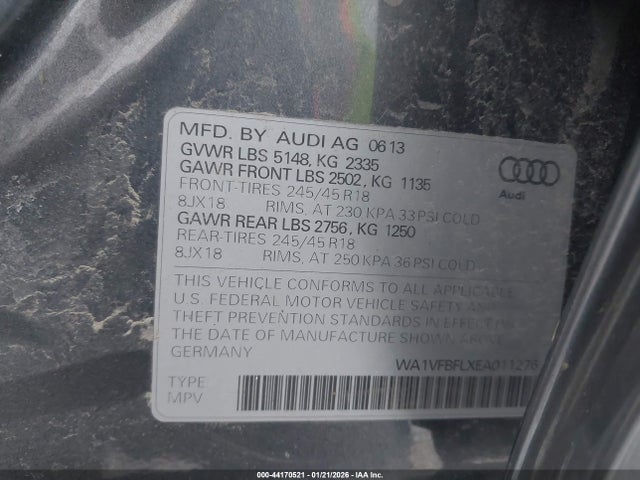 MFD. BY AUDI AG 0613
GVWR LBS 5148, KG 2335
GAWR FRONT LBS 2502, KG 1135
FRONT-TIRES 245/45 R18
8JX18 RIMS, AT 230 KPA 33 PSI COLD
GAWR REAR LBS 2756, KG 1250
REAR-TIRES 245/45 R18
8JX18 RIMS, AT 250 KPA 36 PSI COLD
Audi
THIS VEHICLE CONFORMS TO ALL APPLICABLE
U.S. FEDERAL MOTOR VEHICLE SAFETY AND
THEFT PREVENTION STANDARDS IN EFFECT ON
THE DATE OF MANUFACTURE SHOWN ABOVE.
GERMANY
WA1VFBFLXEA011276
TYPE
MPV
000-44170521 - 01/21/2026 - IAA Inc.